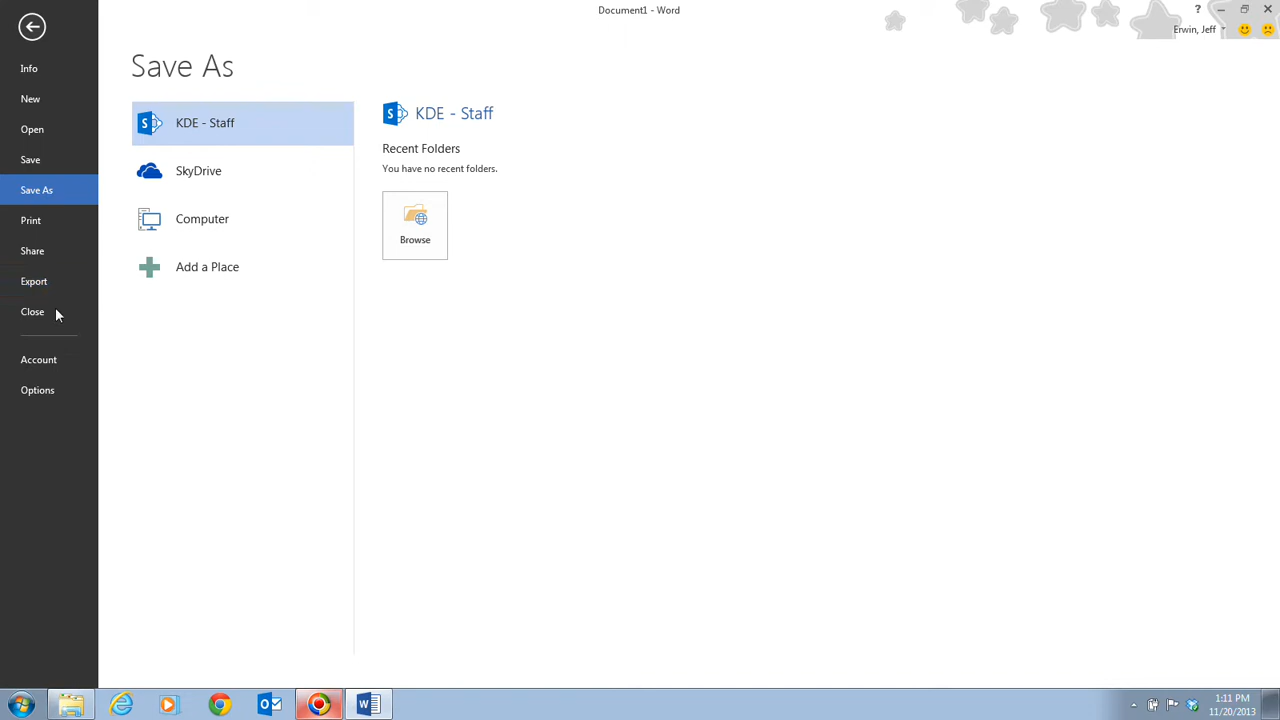 Document1 - Word
?
Erwin, Jeff
Info
New
Open
Save
Save As
Print
Share
Export
Close
Account
Options
Save As
KDE - Staff
SkyDrive
Computer
Add a Place
KDE - Staff
Recent Folders
You have no recent folders.
Browse
1:11 PM
11/20/2013